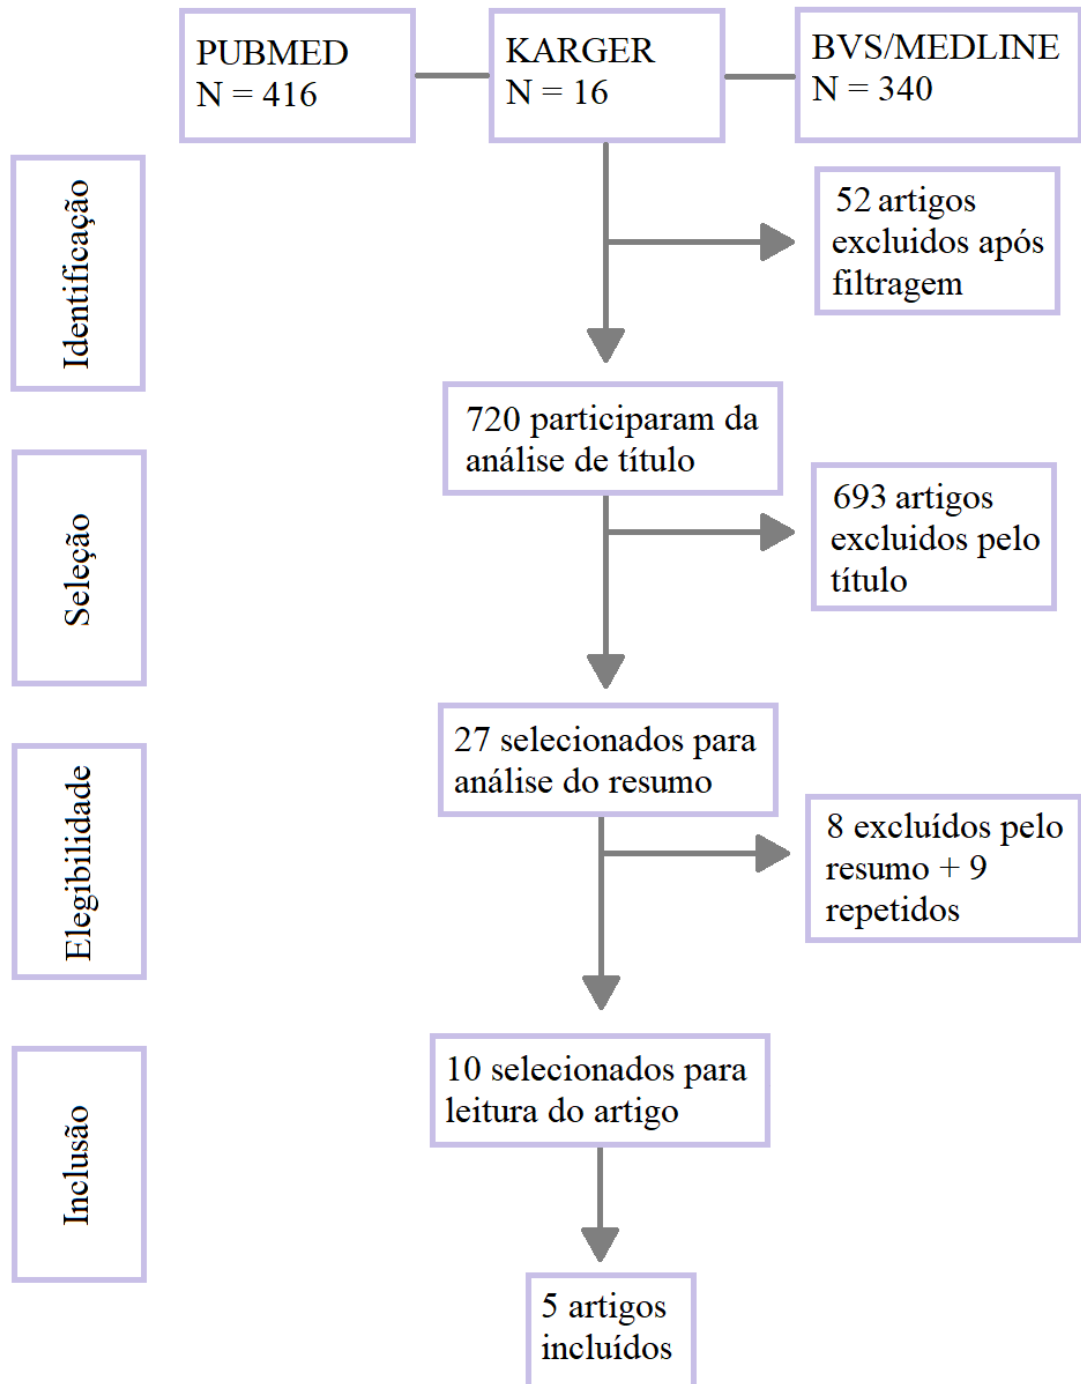 PUBMED
N = 416
KARGER
N = 16
BVS/MEDLINE
N = 340
Identificação
52 artigos
excluidos após
filtragem
720 participaram da
análise de título
Seleção
693 artigos
excluidos pelo
título
27 selecionados para
análise do resumo
Elegibilidade
8 excluídos pelo
resumo + 9
repetidos
10 selecionados para
leitura do artigo
Inclusão
5 artigos
incluídos